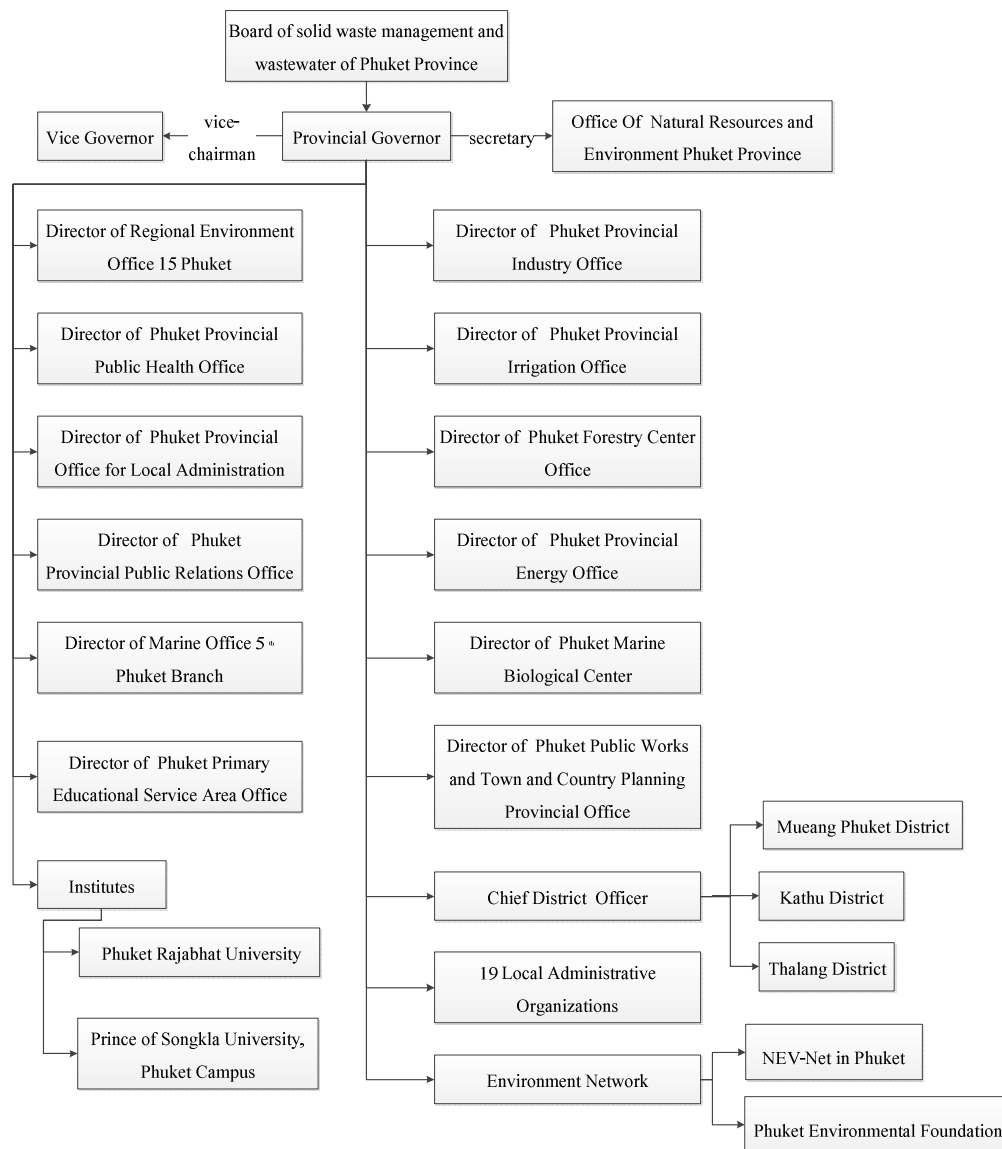 Board of solid waste management and
wastewater of Phuket Province
Vice Governor
vice-
chairman
Provincial Governor
secretary
Office Of Natural Resources and
Environment Phuket Province
Director of Regional Environment
Office 15 Phuket
Director of Phuket Provincial
Industry Office
Director of Phuket Provincial
Public Health Office
Director of Phuket Provincial
Irrigation Office
Director of Phuket Provincial
Office for Local Administration
Director of Phuket Forestry Center
Office
Director of Phuket
Provincial Public Relations Office
Director of Phuket Provincial
Energy Office
Director of Marine Office 5 th
Phuket Branch
Director of Phuket Marine
Biological Center
Director of Phuket Primary
Educational Service Area Office
Director of Phuket Public Works
and Town and Country Planning
Provincial Office
Institutes
Phuket Rajabhat University
Prince of Songkla University,
Phuket Campus
Chief District Officer
Mueang Phuket District
Kathu District
Thalang District
19 Local Administrative
Organizations
Environment Network
NEV-Net in Phuket
Phuket Environmental Foundation